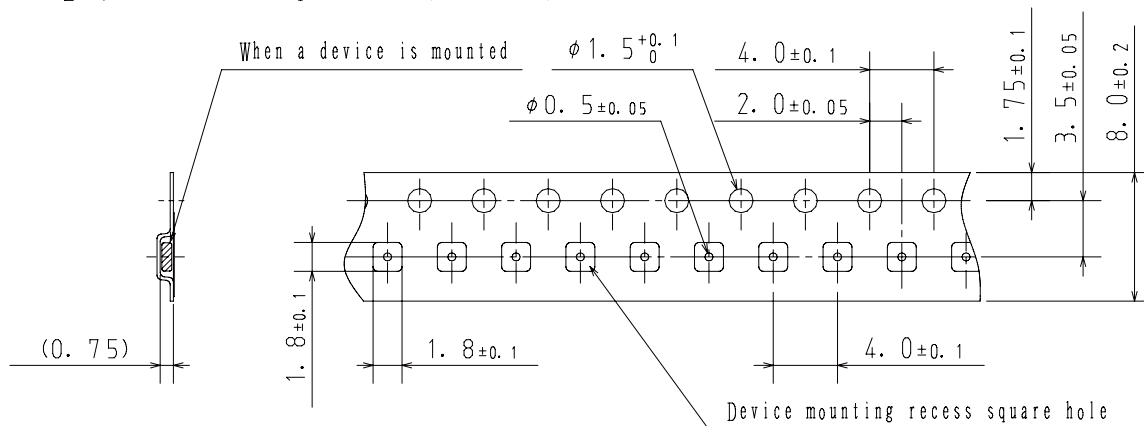 When a device is mounted
φ1.5 +0.1 0
4.0±0.1
φ0.5±0.05
2.0±0.05
1.75±0.1
3.5±0.05
8.0±0.2
(0.75)
1.8±0.1
1.8±0.1
4.0±0.1
Device mounting recess square hole